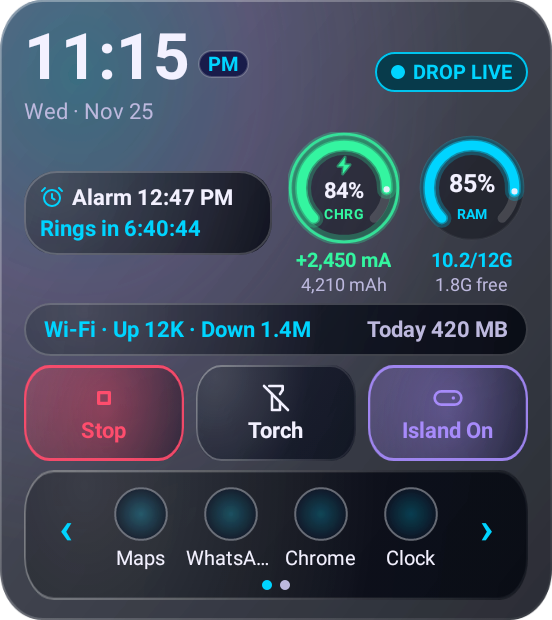 11:15 PM
DROP LIVE
Wed · Nov 25
Alarm 12:47 PM
Rings in 6:40:44
84%
CHRG
+2,450 mA
4,210 mAh
85%
RAM
10.2/12G
1.8G free
Wi-Fi · Up 12K · Down 1.4M
Today 420 MB
Stop
Torch
Island On
‹
Maps
WhatsA...
Chrome
Clock
›